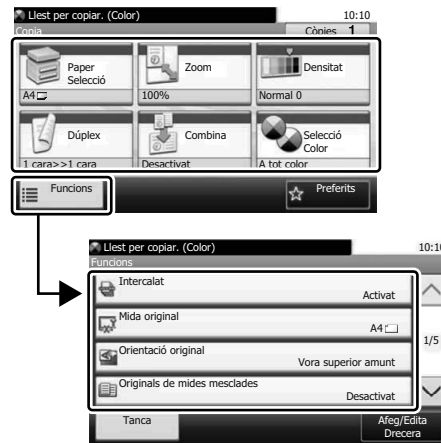 Llest per copiar. (Color) 10:10
Copia Còpies 1
Paper Selecció
A4
Zoom
100%
Densitat
Normal 0
Dúplex
1 cara>>1 cara
Combina
Desactivat
Selecció Color
A tot color
Funcions
Preferits
Llest per copiar. (Color) 10:10
Funcions
Intercalat
Activat
Mida original
A4
1/5
Orientació original
Vora superior amunt
Originals de mides mesclades
Desactivat
Tanca
Afeg/Edita
Drecera